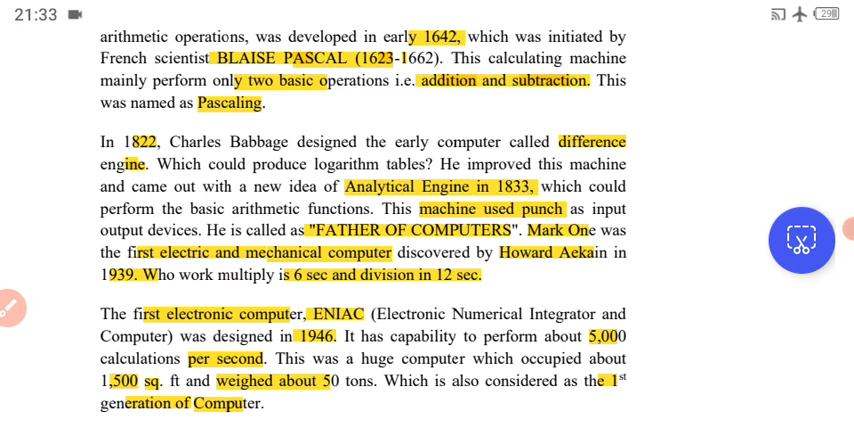 21:33
29
arithmetic operations, was developed in early 1642, which was initiated by
French scientist BLAISE PASCAL (1623-1662). This calculating machine
mainly perform only two basic operations i.e. addition and subtraction. This
was named as Pascaling.
In 1822, Charles Babbage designed the early computer called difference
engine. Which could produce logarithm tables? He improved this machine
and came out with a new idea of Analytical Engine in 1833, which could
perform the basic arithmetic functions. This machine used punch as input
output devices. He is called as "FATHER OF COMPUTERS". Mark One was
the first electric and mechanical computer discovered by Howard Aekain in
1939. Who work multiply is 6 sec and division in 12 sec.
The first electronic computer, ENIAC (Electronic Numerical Integrator and
Computer) was designed in 1946. It has capability to perform about 5,000
calculations per second. This was a huge computer which occupied about
1,500 sq. ft and weighed about 50 tons. Which is also considered as the 1st
generation of Computer.